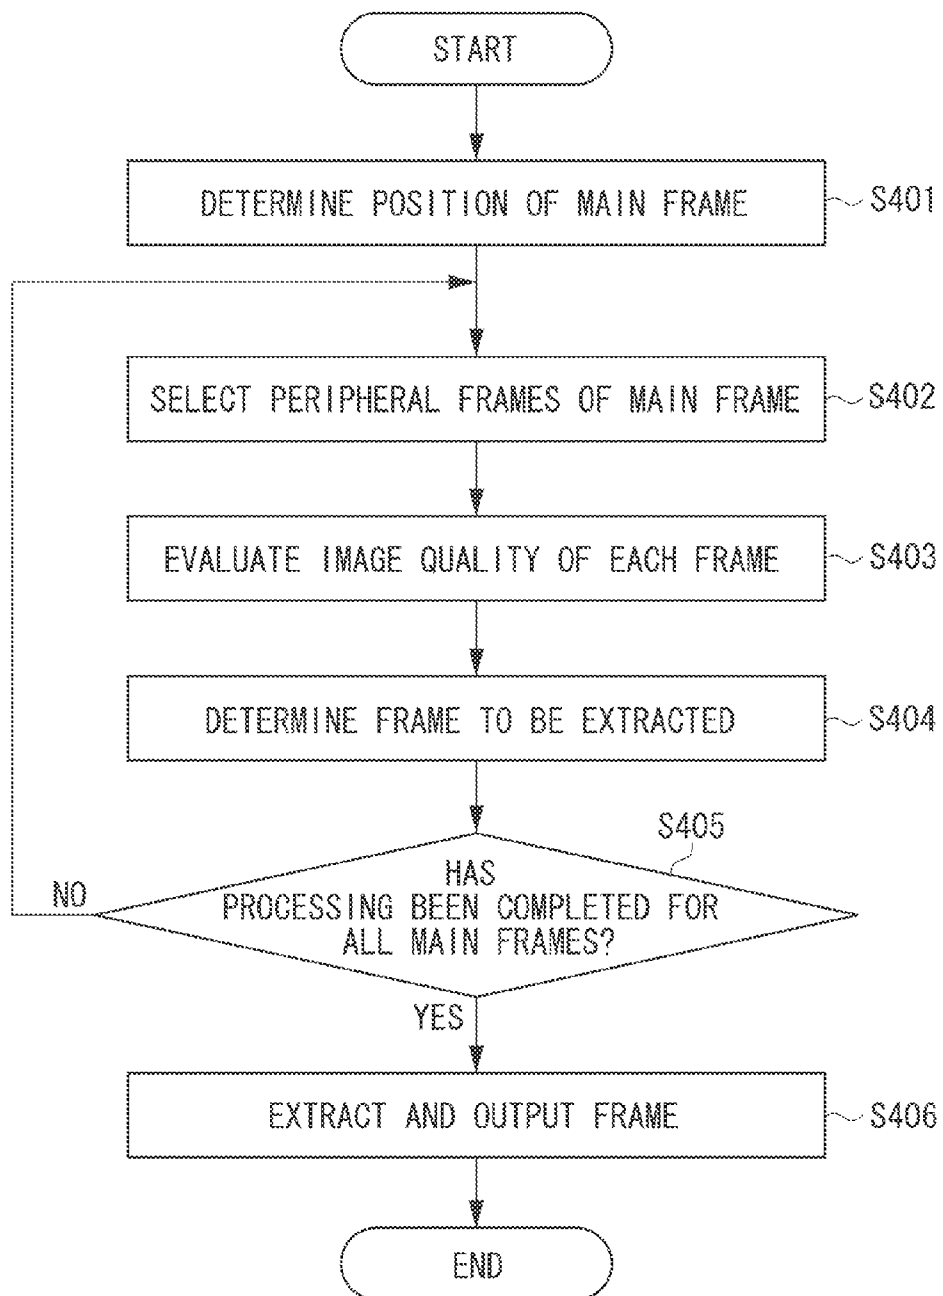 START
DETERMINE POSITION OF MAIN FRAME
S401
SELECT PERIPHERAL FRAMES OF MAIN FRAME
S402
EVALUATE IMAGE QUALITY OF EACH FRAME
S403
DETERMINE FRAME TO BE EXTRACTED
S404
S405
HAS
PROCESSING BEEN COMPLETED FOR
ALL MAIN FRAMES?
NO
YES
EXTRACT AND OUTPUT FRAME
S406
END